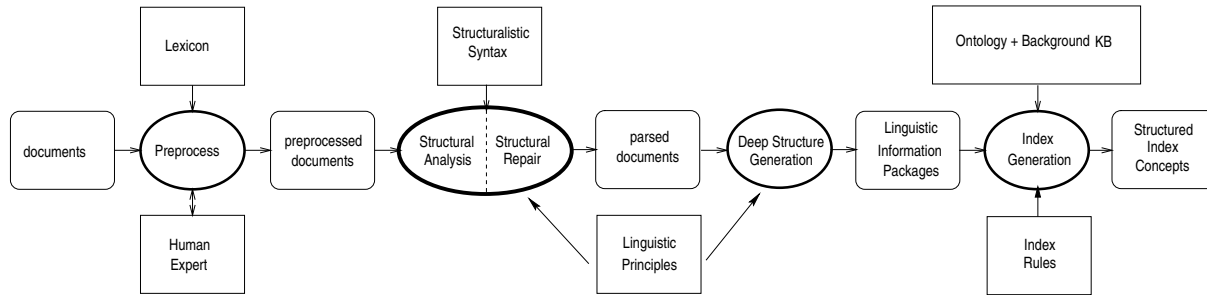 Lexicon
Structuralistic
Syntax
Ontology + Background KB
documents
Preprocess
preprocessed
documents
Structural
Analysis
Structural
Repair
parsed
documents
Deep Structure
Generation
Linguistic
Information
Packages
Index
Generation
Structured
Index
Concepts
Human
Expert
Linguistic
Principles
Index
Rules